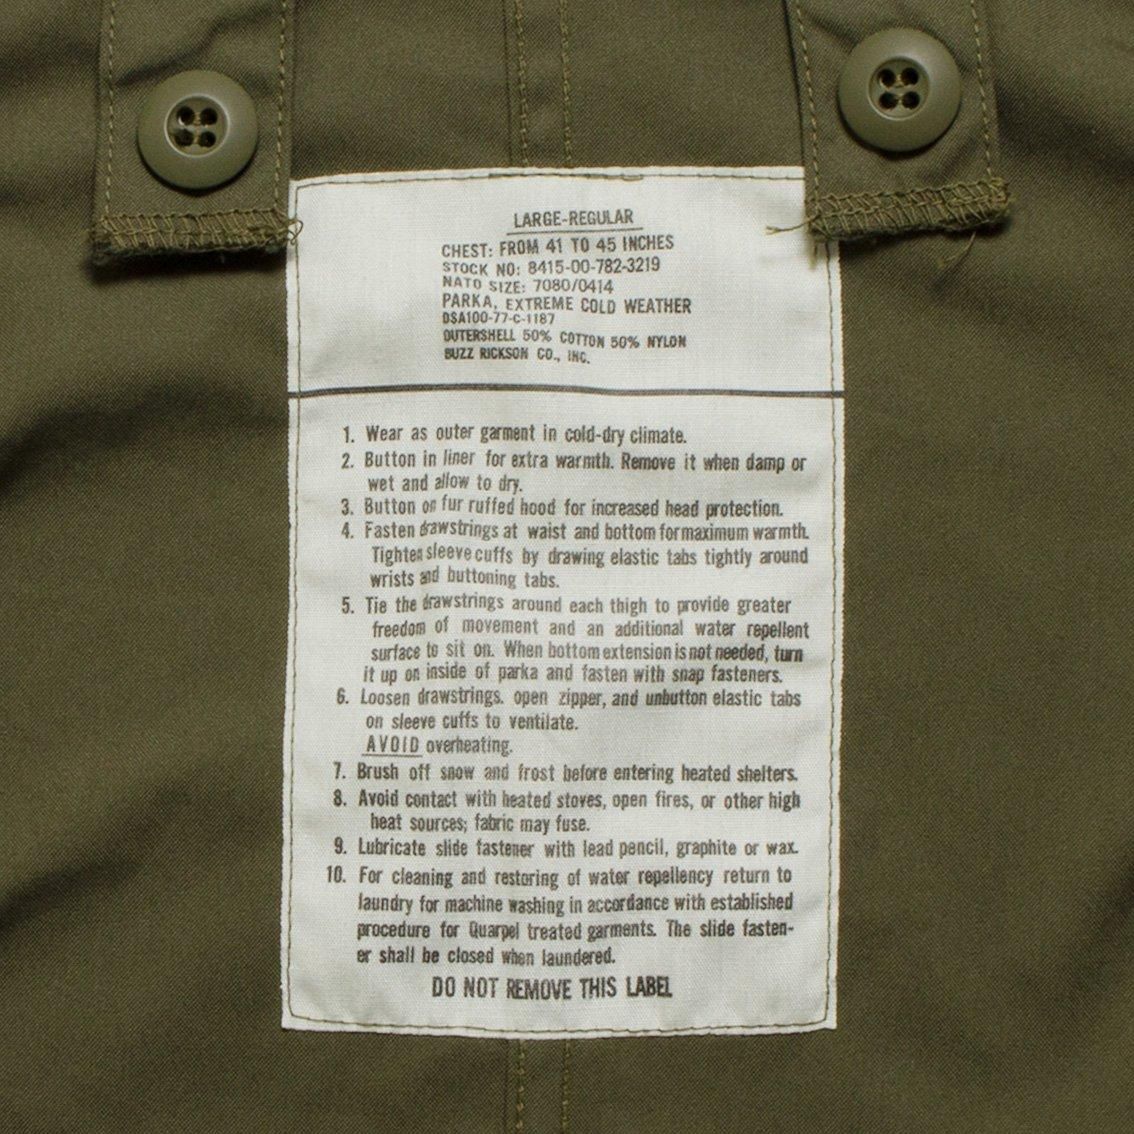 LARGE-REGULAR
CHEST: FROM 41 TO 45 INCHES
STOCK NO: 8415-00-782-3219
NATO SIZE: 7080/0414
PARKA, EXTREME COLD WEATHER
DSA100-77-C-1187
OUTERSHELL 50% COTTON 50% NYLON
BUZZ RICKSON CO., INC.
1. Wear as outer garment in cold-dry climate.
2. Button in liner for extra warmth. Remove it when damp or
wet and allow to dry.
3. Button on fur ruffed hood for increased head protection.
4. Fasten drawstrings at waist and bottom for maximum warmth.
Tighten sleeve cuffs by drawing elastic tabs tightly around
wrists and buttoning tabs.
5. Tie the drawstrings around each thigh to provide greater
freedom of movement and an additional water repellent
surface to sit on. When bottom extension is not needed, turn
it up on inside of parka and fasten with snap fasteners.
6. Loosen drawstrings. open zipper, and unbutton elastic tabs
on sleeve cuffs to ventilate.
AVOID overheating.
7. Brush off snow and frost before entering heated shelters.
8. Avoid contact with heated stoves, open fires, or other high
heat sources; fabric may fuse.
9. Lubricate slide fastener with lead pencil, graphite or wax.
10. For cleaning and restoring of water repellency return to
laundry for machine washing in accordance with established
procedure for Quarpel treated garments. The slide fasten-
er shall be closed when laundered.
DO NOT REMOVE THIS LABEL